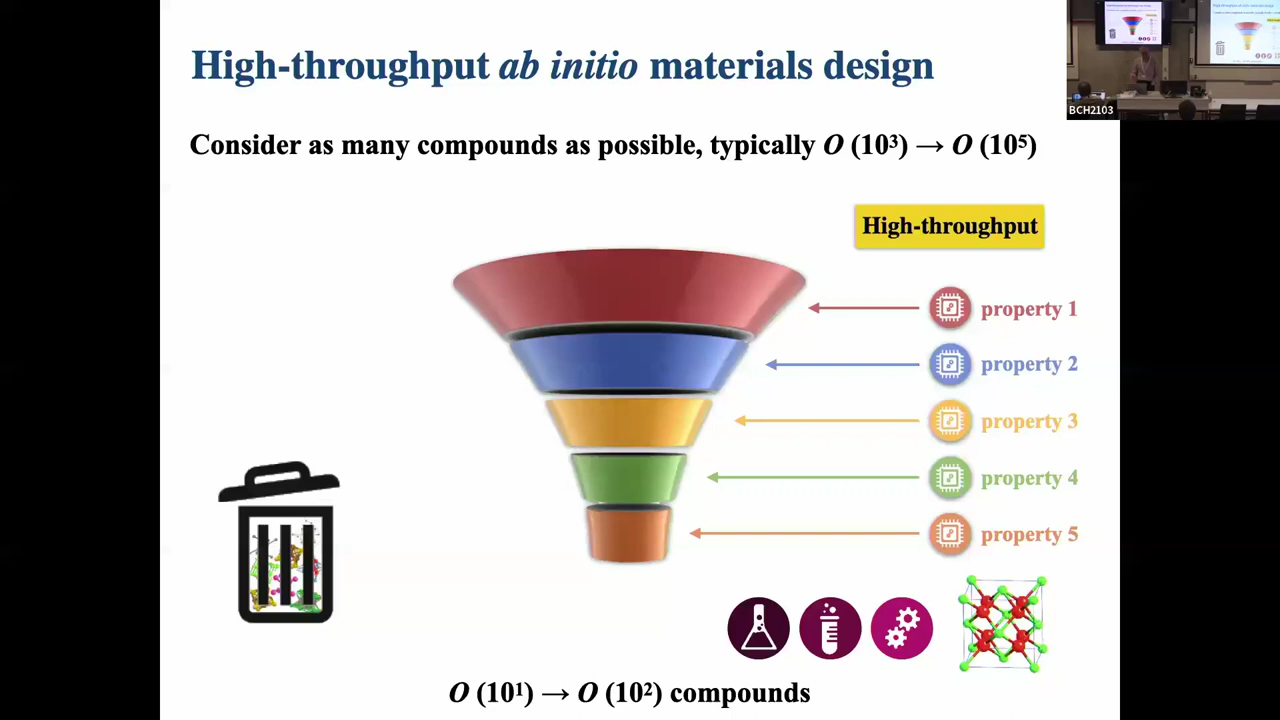 High-throughput ab initio materials design
Consider as many compounds as possible, typically O (10³) → O (10⁵)
High-throughput
property 1
property 2
property 3
property 4
property 5
O (10¹) → O (10²) compounds
BCH2103